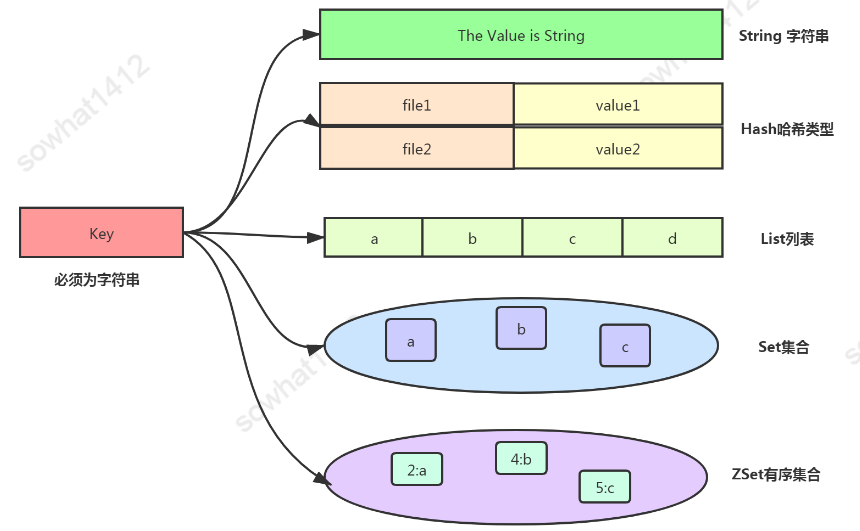 The Value is String
String 字符串
file1
value1
file2
value2
Hash哈希类型
Key
必须为字符串
a
b
c
d
List列表
a
b
c
Set集合
2:a
4:b
5:c
ZSet有序集合
sowhat1412